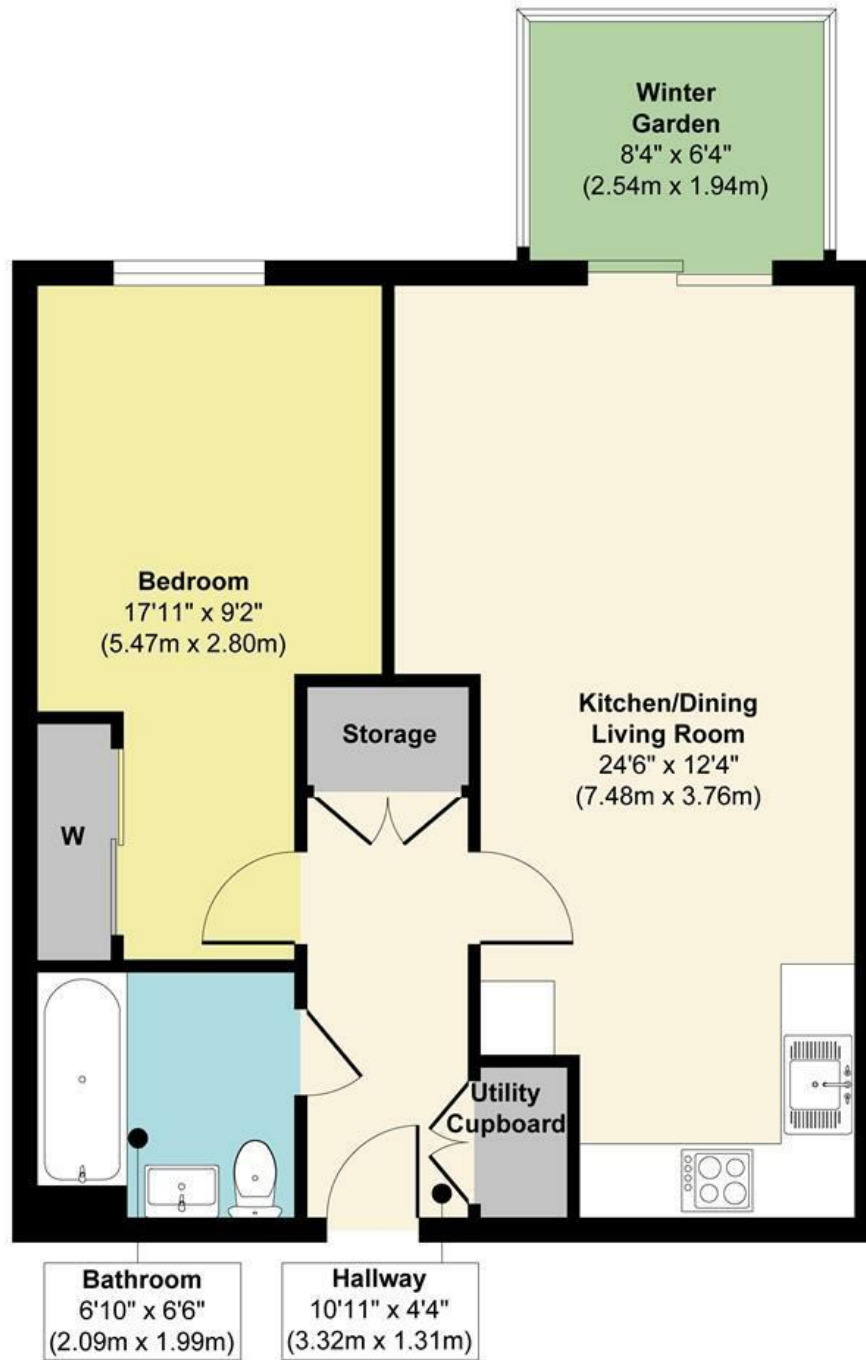 Winter
Garden
8'4" x 6'4"
(2.54m x 1.94m)
Bedroom
17'11" x 9'2"
(5.47m x 2.80m)
Kitchen/Dining
Living Room
24'6" x 12'4"
(7.48m x 3.76m)
Storage
W
Utility
Cupboard
Bathroom
6'10" x 6'6"
(2.09m x 1.99m)
Hallway
10'11" x 4'4"
(3.32m x 1.31m)